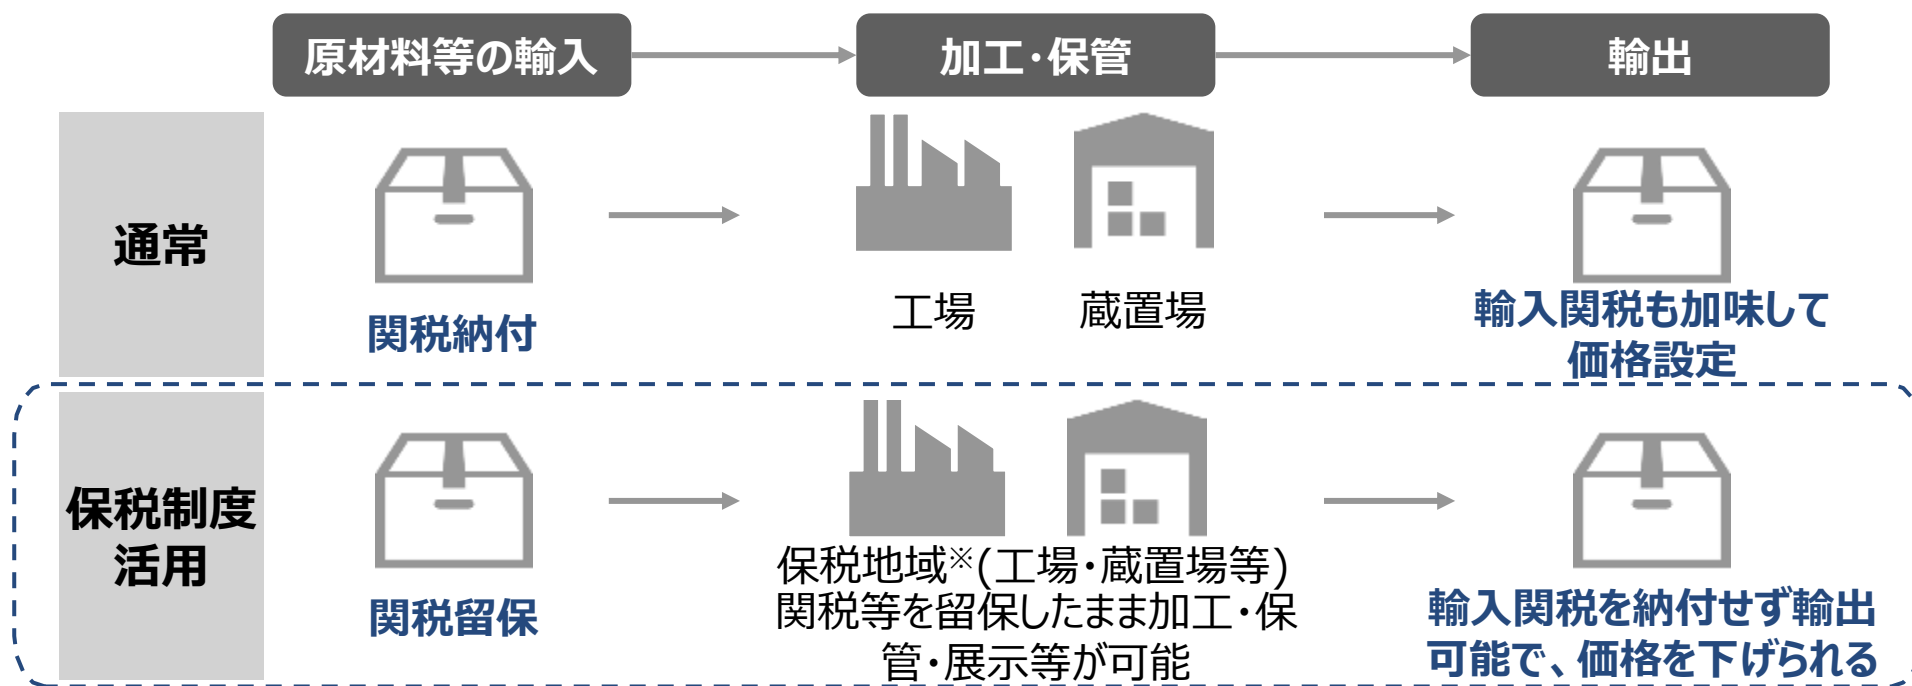 原材料等の輸入
加工・保管
輸出
通常
関税納付
工場
蔵置場
輸入関税も加味して
価格設定
保税制度
活用
関税留保
保税地域※(工場・蔵置場等)
関税等を留保したまま加工・保
管・展示等が可能
輸入関税を納付せず輸出
可能で、価格を下げられる